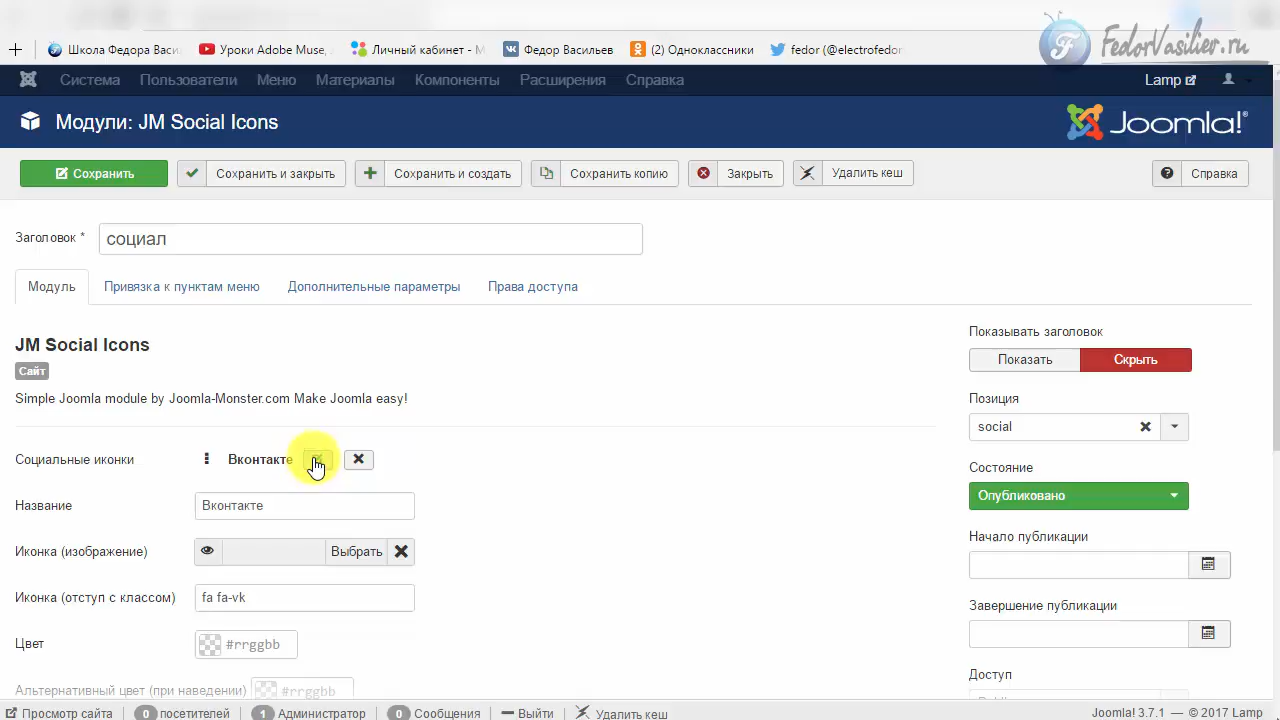 Школа Федора Васил
Уроки Adobe Muse,
Личный кабинет - М
Федор Васильев
(2) Одноклассники
fedor (@electrofedor
FedorVasiliev.ru
Система
Пользователи
Меню
Материалы
Компоненты
Расширения
Справка
Lamp
Модули: JM Social Icons
Joomla!®
Сохранить
Сохранить и закрыть
Сохранить и создать
Сохранить копию
Закрыть
Удалить кеш
Справка
Заголовок *
социал
Модуль
Привязка к пунктам меню
Дополнительные параметры
Права доступа
JM Social Icons
Сайт
Simple Joomla module by Joomla-Monster.com Make Joomla easy!
Социальные иконки
Вконтакте
Название
Вконтакте
Иконка (изображение)
Выбрать
Иконка (отступ с классом)
fa fa-vk
Цвет
#rrggbb
Альтернативный цвет (при наведении)
#rrggbb
Показывать заголовок
Показать
Скрыть
Позиция
social
Состояние
Опубликовано
Начало публикации
Завершение публикации
Доступ
Просмотр сайта
0 посетителей
1 Администратор
0 Сообщения
Выйти
Удалить кеш
Joomla! 3.7.1 — © 2017 Lamp